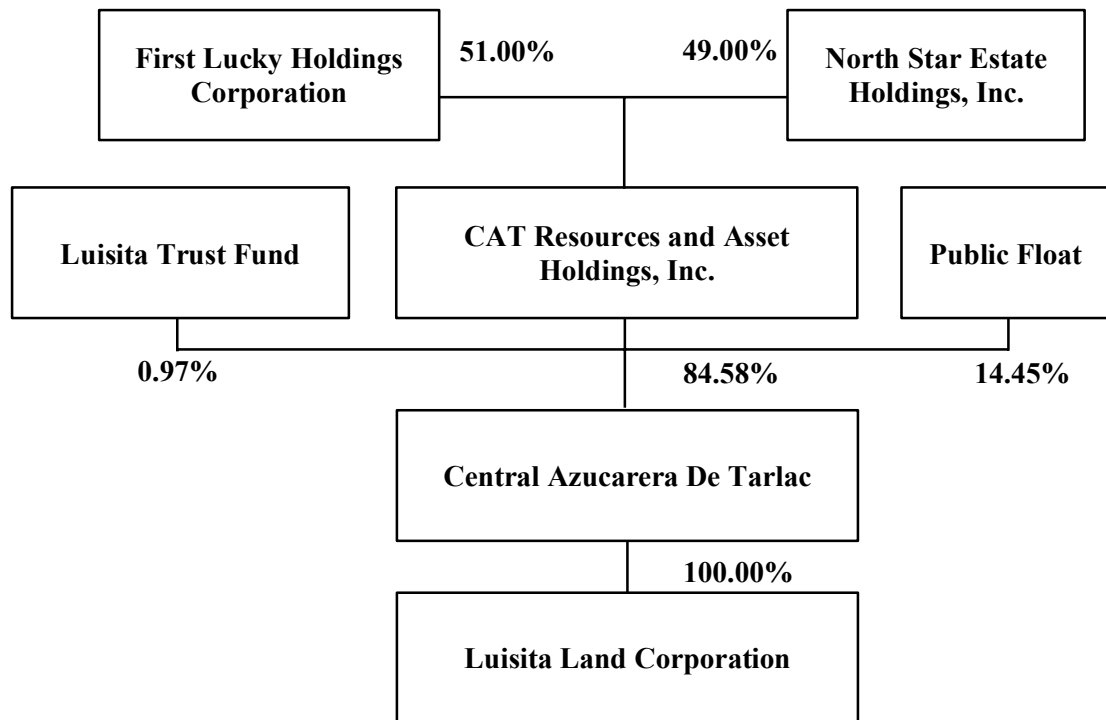 First Lucky Holdings
Corporation
51.00%
49.00%
North Star Estate
Holdings, Inc.
Luisita Trust Fund
CAT Resources and Asset
Holdings, Inc.
Public Float
0.97%
84.58%
14.45%
Central Azucarera De Tarlac
100.00%
Luisita Land Corporation